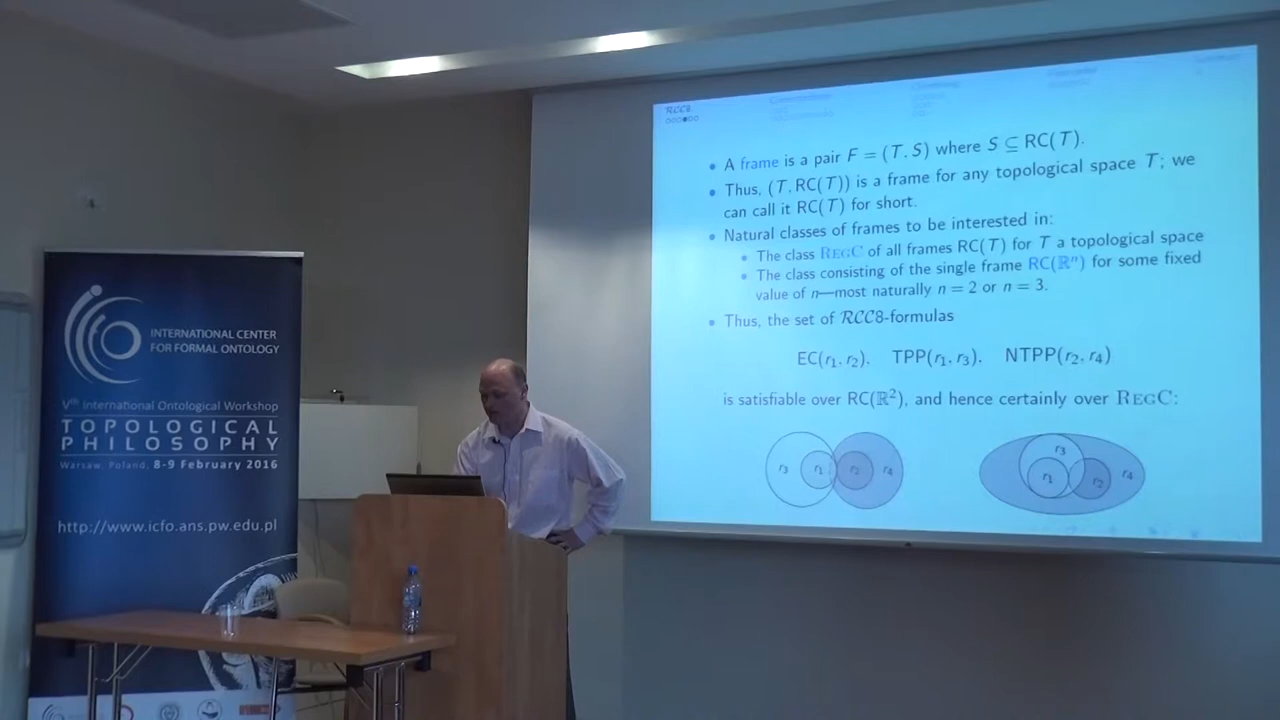 INTERNATIONAL CENTER
FOR FORMAL ONTOLOGY
Vth International Ontological Workshop
TOPOLOGICAL
PHILOSOPHY
Warsaw, Poland, 8-9 February 2016
http://www.icfo.ans.pw.edu.pl
RCC8
• A frame is a pair F = (T, S) where S ⊆ RC(T).
• Thus, (T, RC(T)) is a frame for any topological space T; we
can call it RC(T) for short.
• Natural classes of frames to be interested in:
• The class REGC of all frames RC(T) for T a topological space
• The class consisting of the single frame RC(ℝⁿ) for some fixed
value of n—most naturally n = 2 or n = 3.
• Thus, the set of RCC8-formulas
EC(r₁, r₂), TPP(r₁, r₃), NTPP(r₂, r₄)
is satisfiable over RC(ℝ²), and hence certainly over REGC:
r₃ r₁ r₂ r₄
r₃ r₁ r₂ r₄